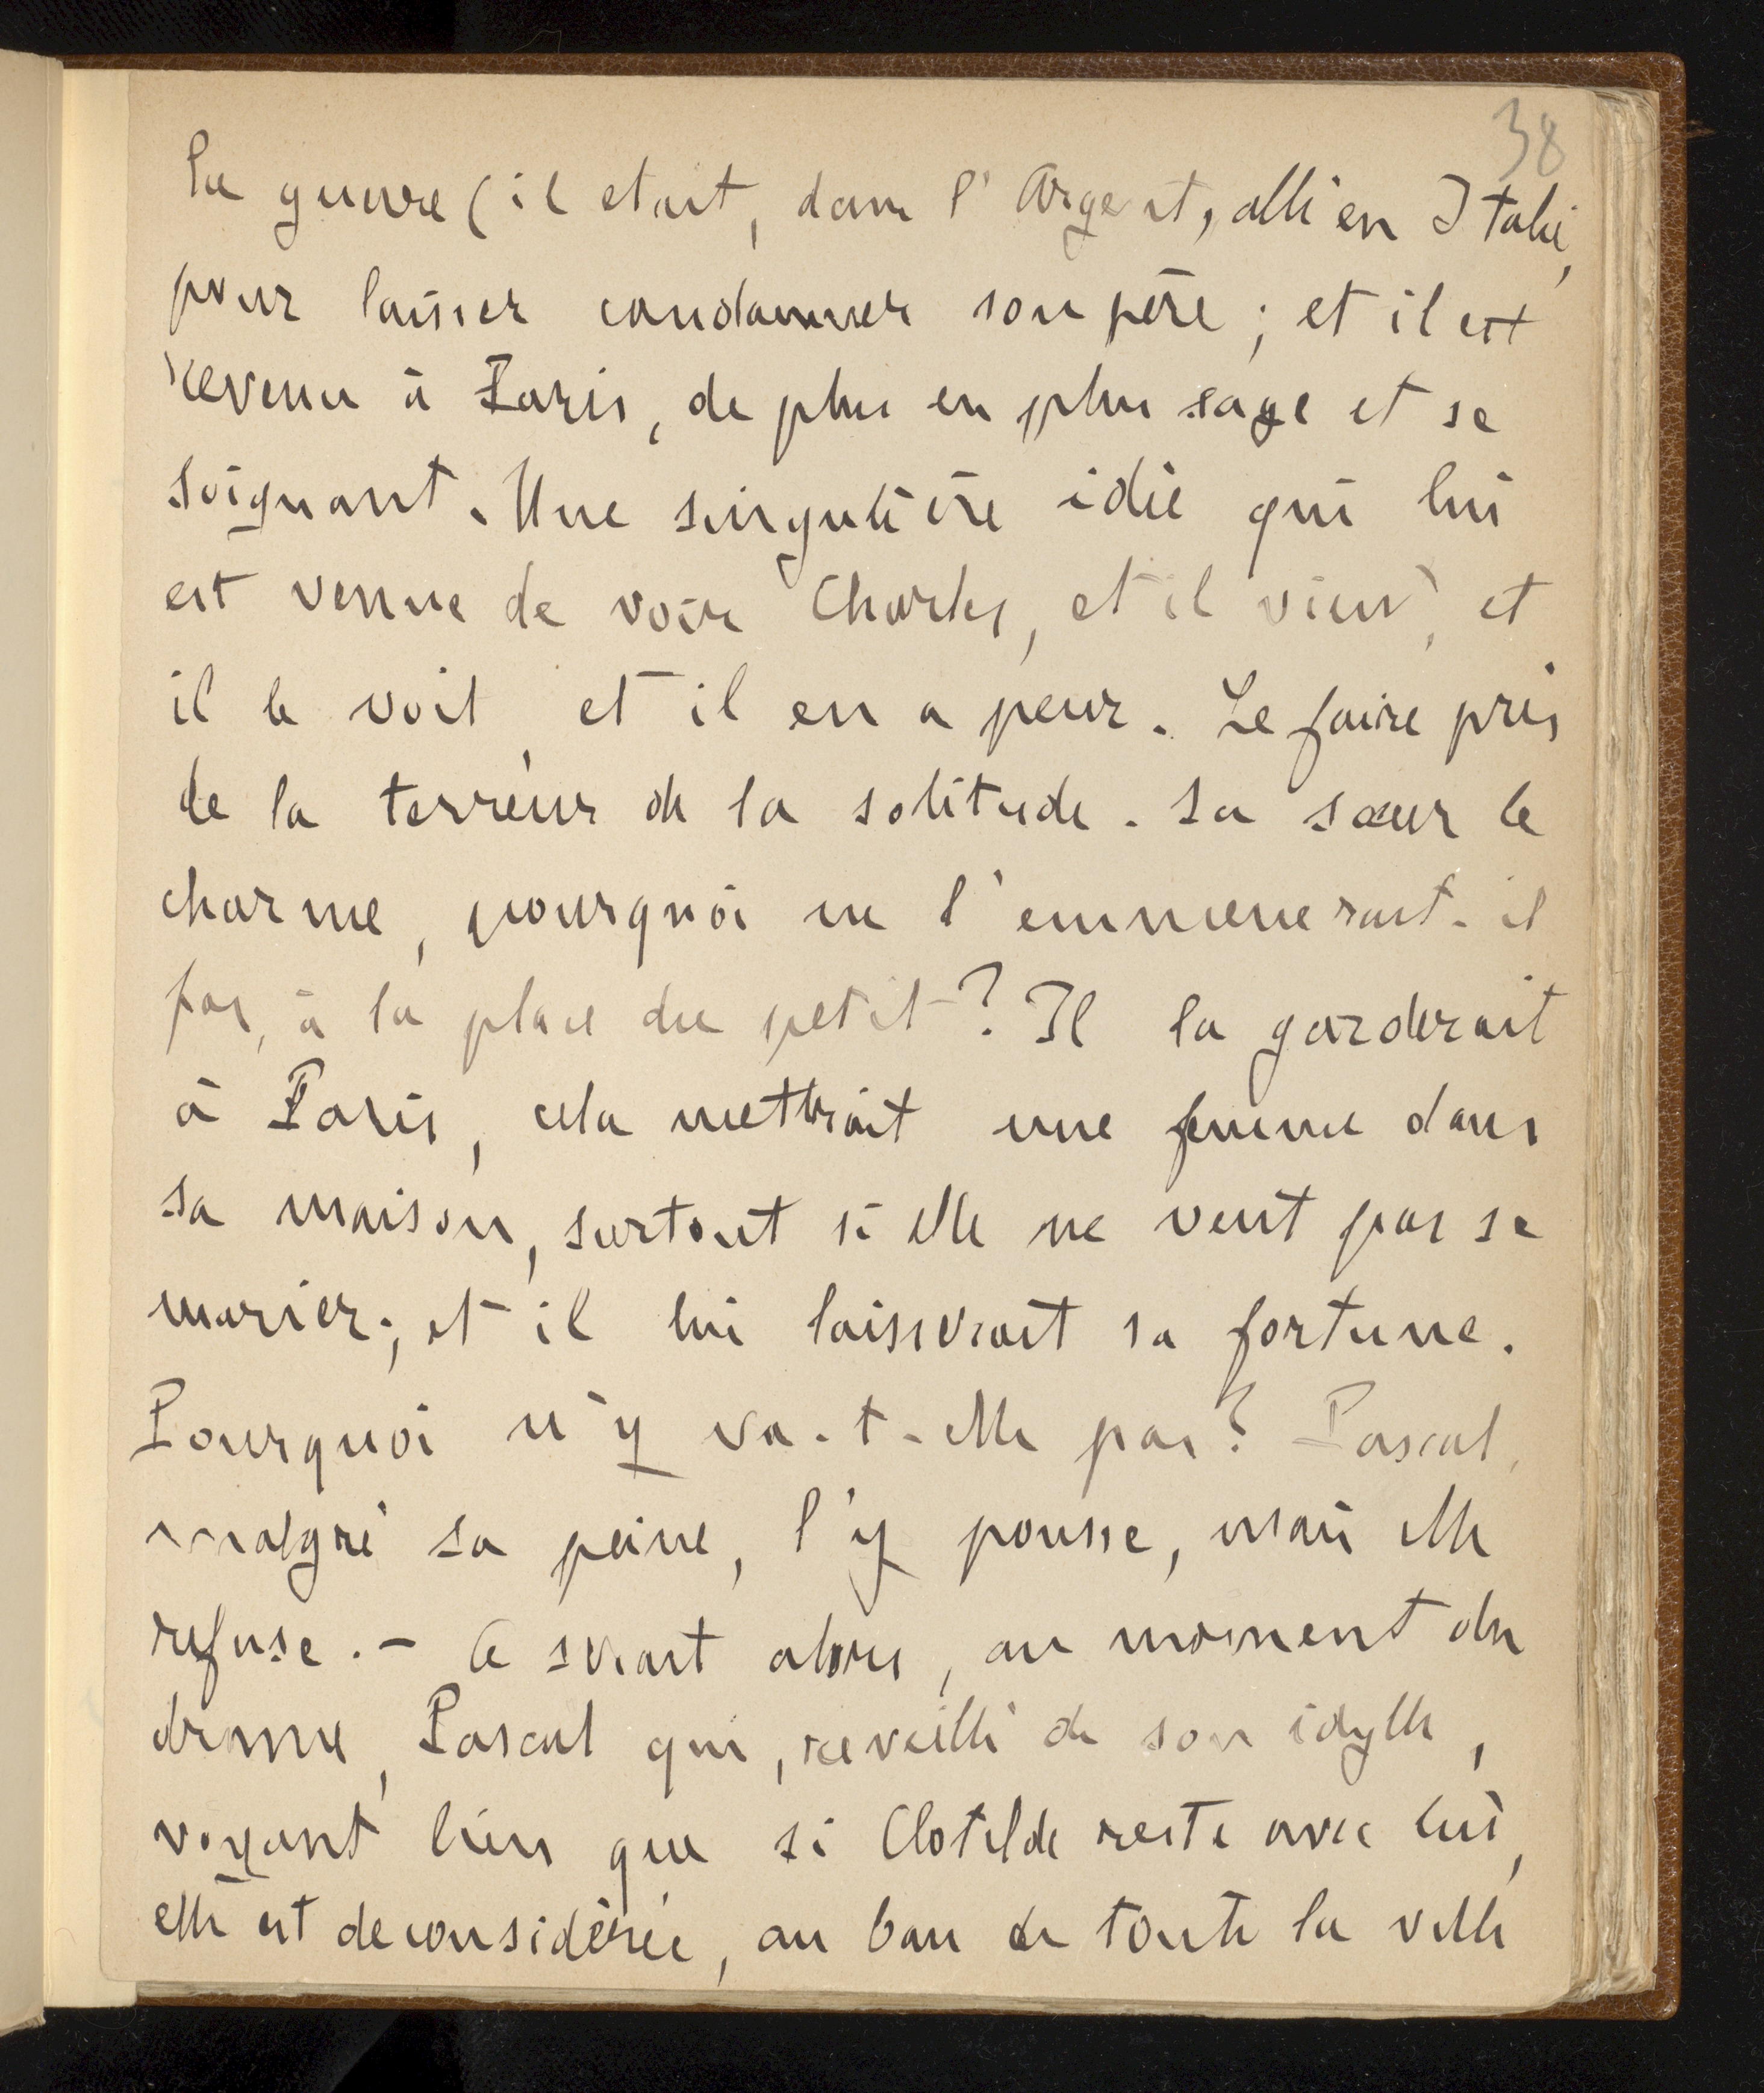 38
la guerre (il etait, dans l'Argent, allé en Italie,
pour laisser condamner son père ; et il est
revenu à Paris, de plus en plus sage et se
soignant. Une singulière idée qui lui
est venue de voir Charles, et il vient, et
il le voit, et il en a peur. Le faire pris
de la terreur de la solitude. Sa sœur le
charme, pourquoi ne l'emmenerait-il
pas, à la place du petit ? Il la garderait
à Paris, cela mettrait une femme dans
sa maison, surtout si elle ne veut pas se
marier ; et il lui laisserait sa fortune.
Pourquoi n'y va-t-elle pas ? Pascal,
malgré sa peine, l'y pousse, mais elle
refuse. – Ce serait alors, au moment du
drame, Pascal qui, reveillé de son idylle,
voyant bien que si Clotilde reste avec lui,
elle est deconsidérée, au ban de toute la ville